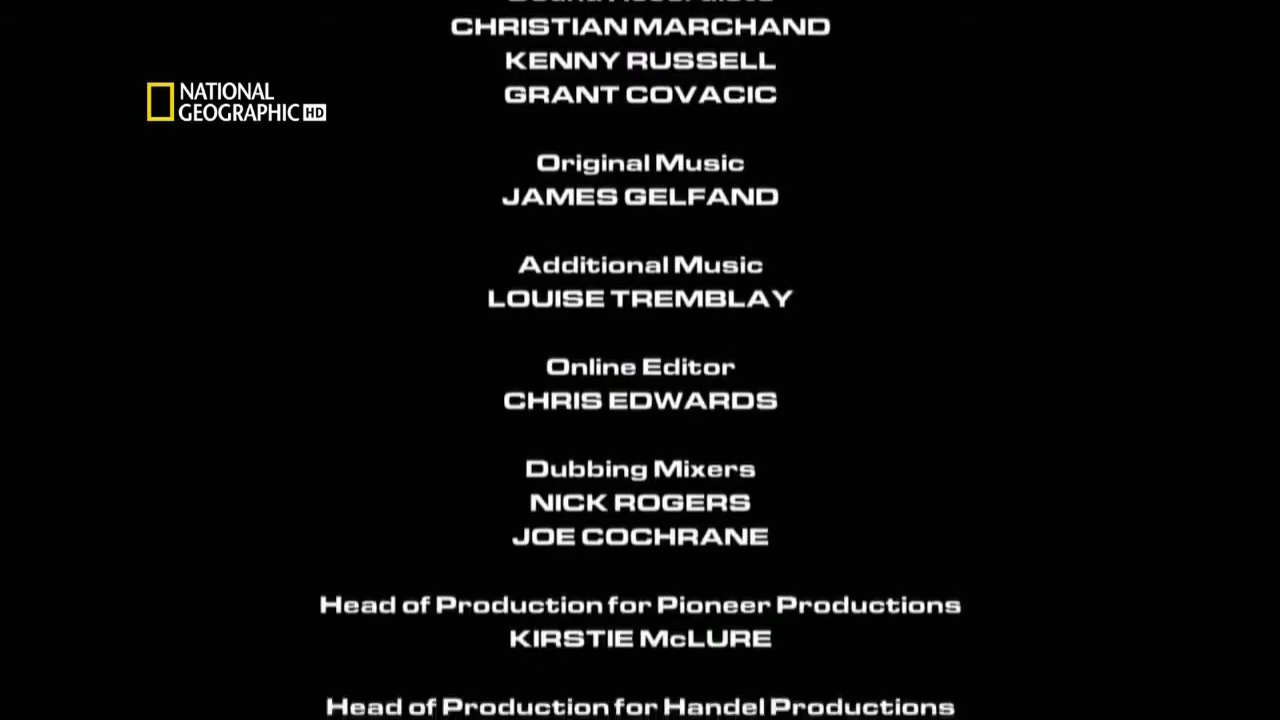 CHRISTIAN MARCHAND
KENNY RUSSELL
GRANT COVACIC
NATIONAL
GEOGRAPHIC HD
Original Music
JAMES GELFAND
Additional Music
LOUISE TREMBLAY
Online Editor
CHRIS EDWARDS
Dubbing Mixers
NICK ROGERS
JOE COCHRANE
Head of Production for Pioneer Productions
KIRSTIE McLURE
Head of Production for Handel Productions